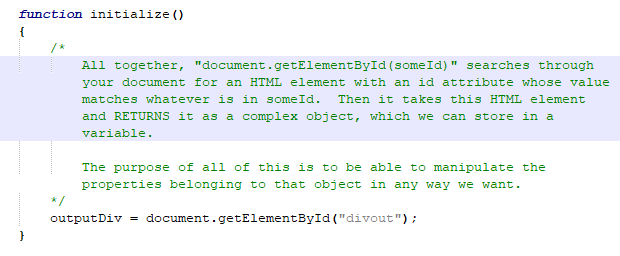 function initialize()
{
/*
All together, "document.getElementById(someId)" searches through
your document for an HTML element with an id attribute whose value
matches whatever is in someId.  Then it takes this HTML element
and RETURNS it as a complex object, which we can store in a
variable.
The purpose of all of this is to be able to manipulate the
properties belonging to that object in any way we want.
*/
outputDiv = document.getElementById("divout");
}